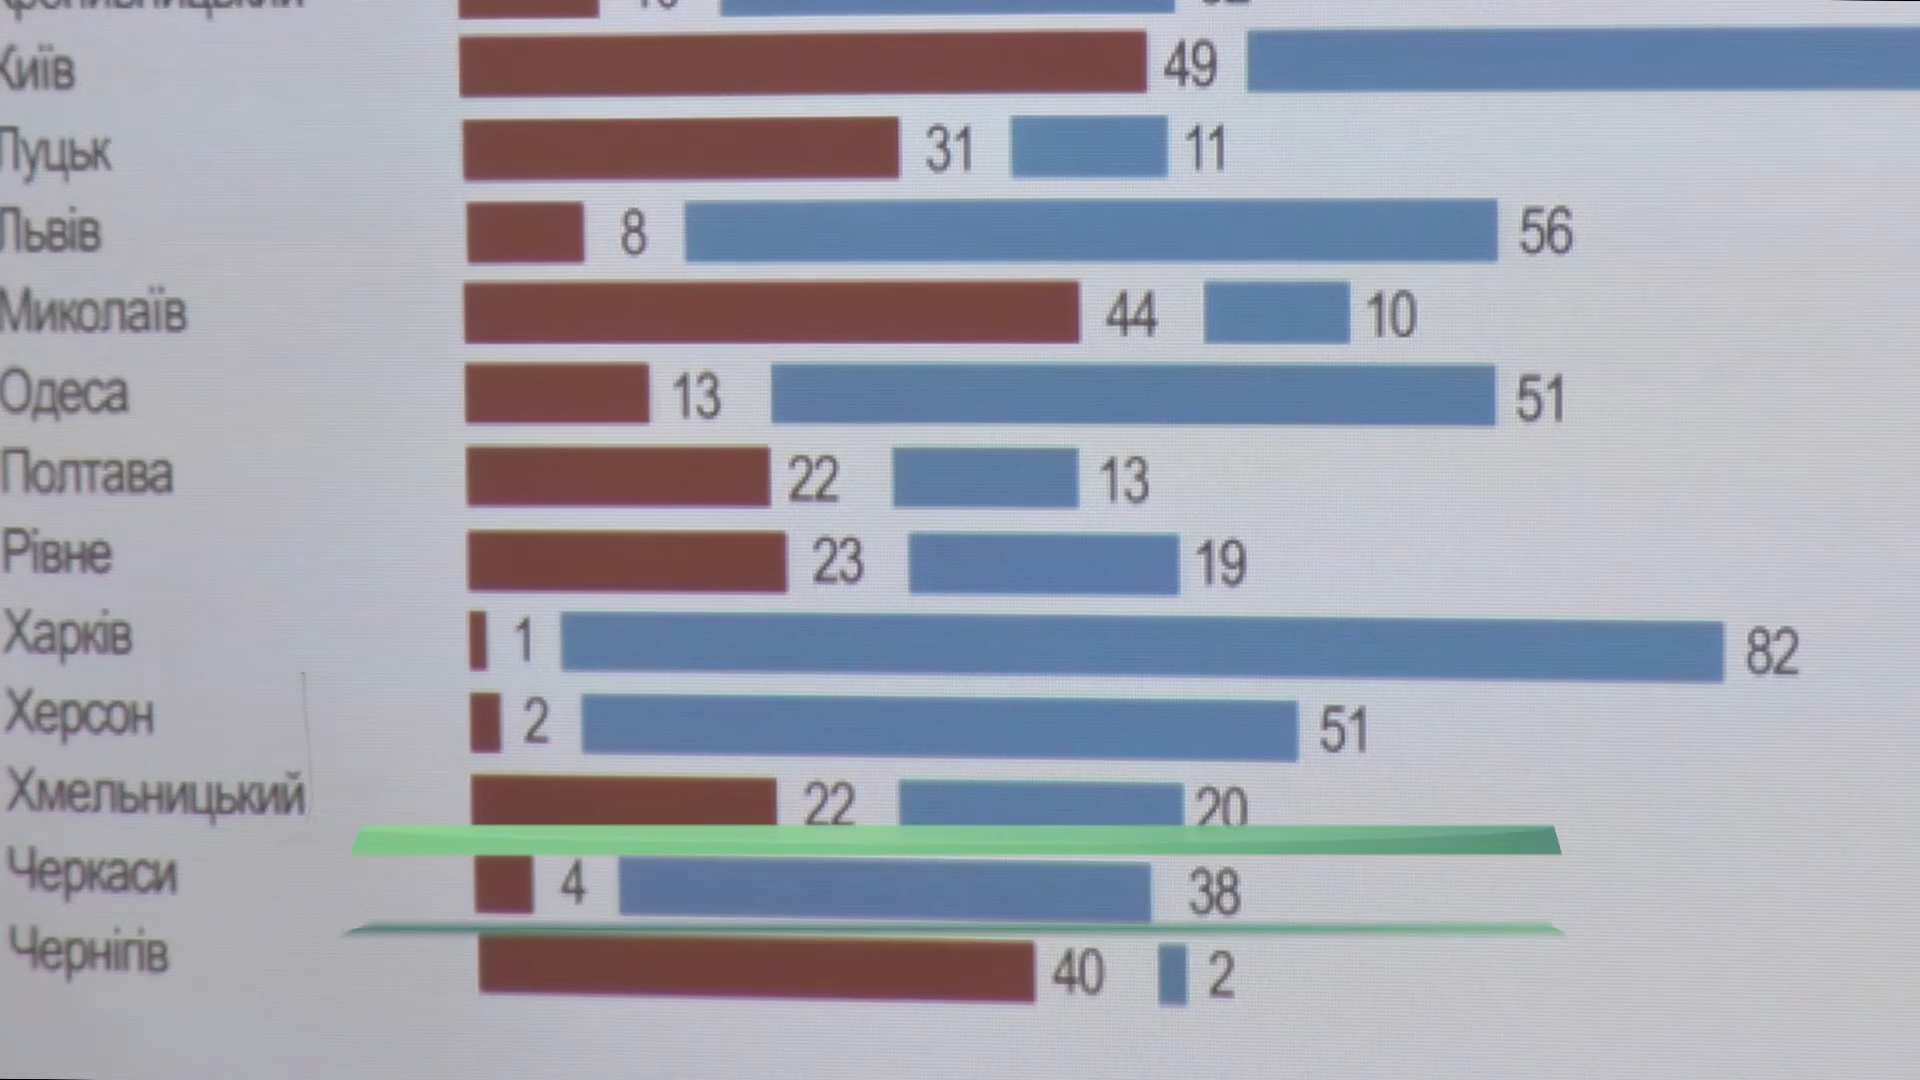 Київ 49
Луцьк 31 11
Львів 8 56
Миколаїв 44 10
Одеса 13 51
Полтава 22 13
Рівне 23 19
Харків 1 82
Херсон 2 51
Хмельницький 22 20
Черкаси 4 38
Чернігів 40 2